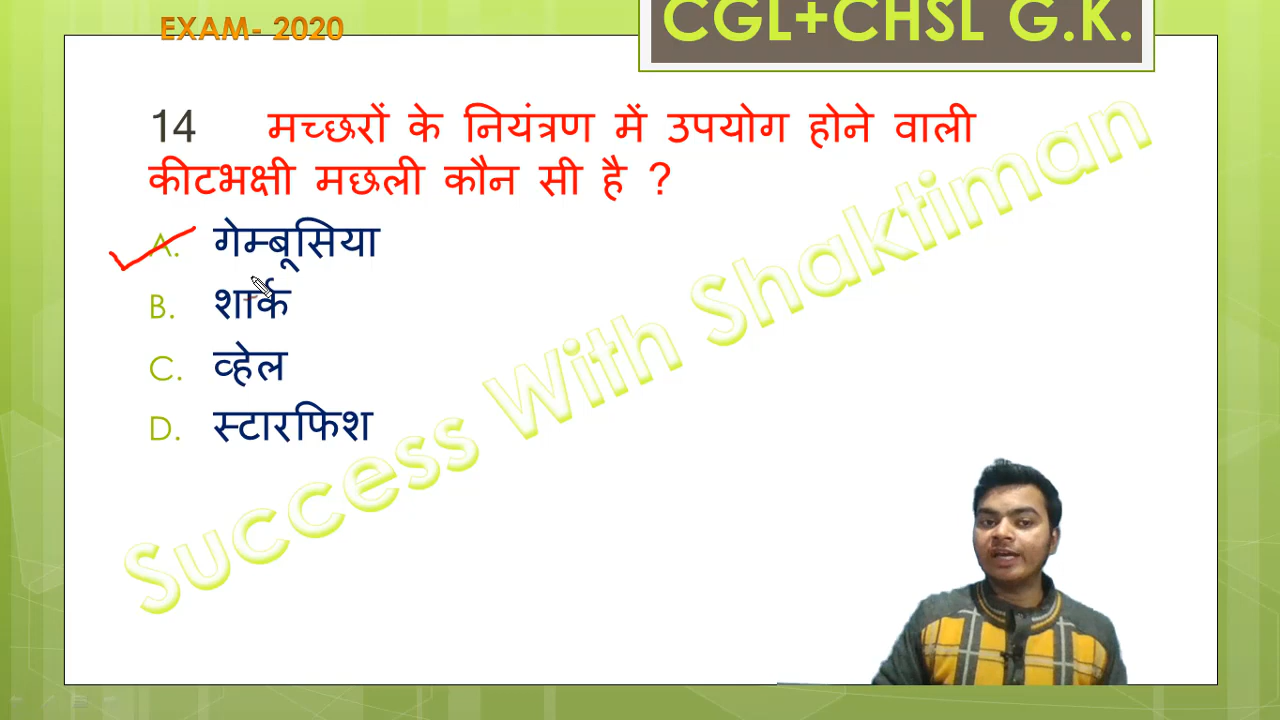 EXAM- 2020
CGL+CHSL G.K.
14 मच्छरों के नियंत्रण में उपयोग होने वाली
कीटभक्षी मछली कौन सी है ?
A. गेम्बूसिया
B. शार्क
C. व्हेल
D. स्टारफिश
Success With Shaktiman